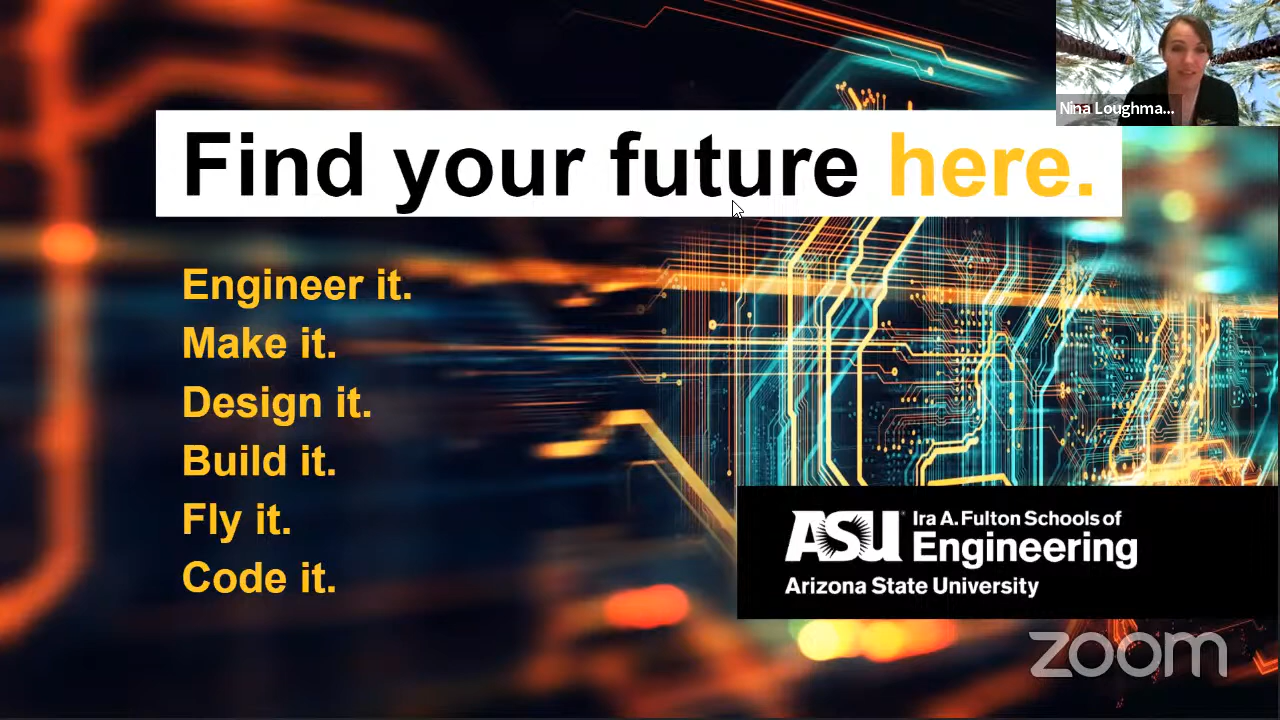 Nina Loughma...
Find your future here.
Engineer it.
Make it.
Design it.
Build it.
Fly it.
Code it.
ASU Ira A. Fulton Schools of
Engineering
Arizona State University
zoom